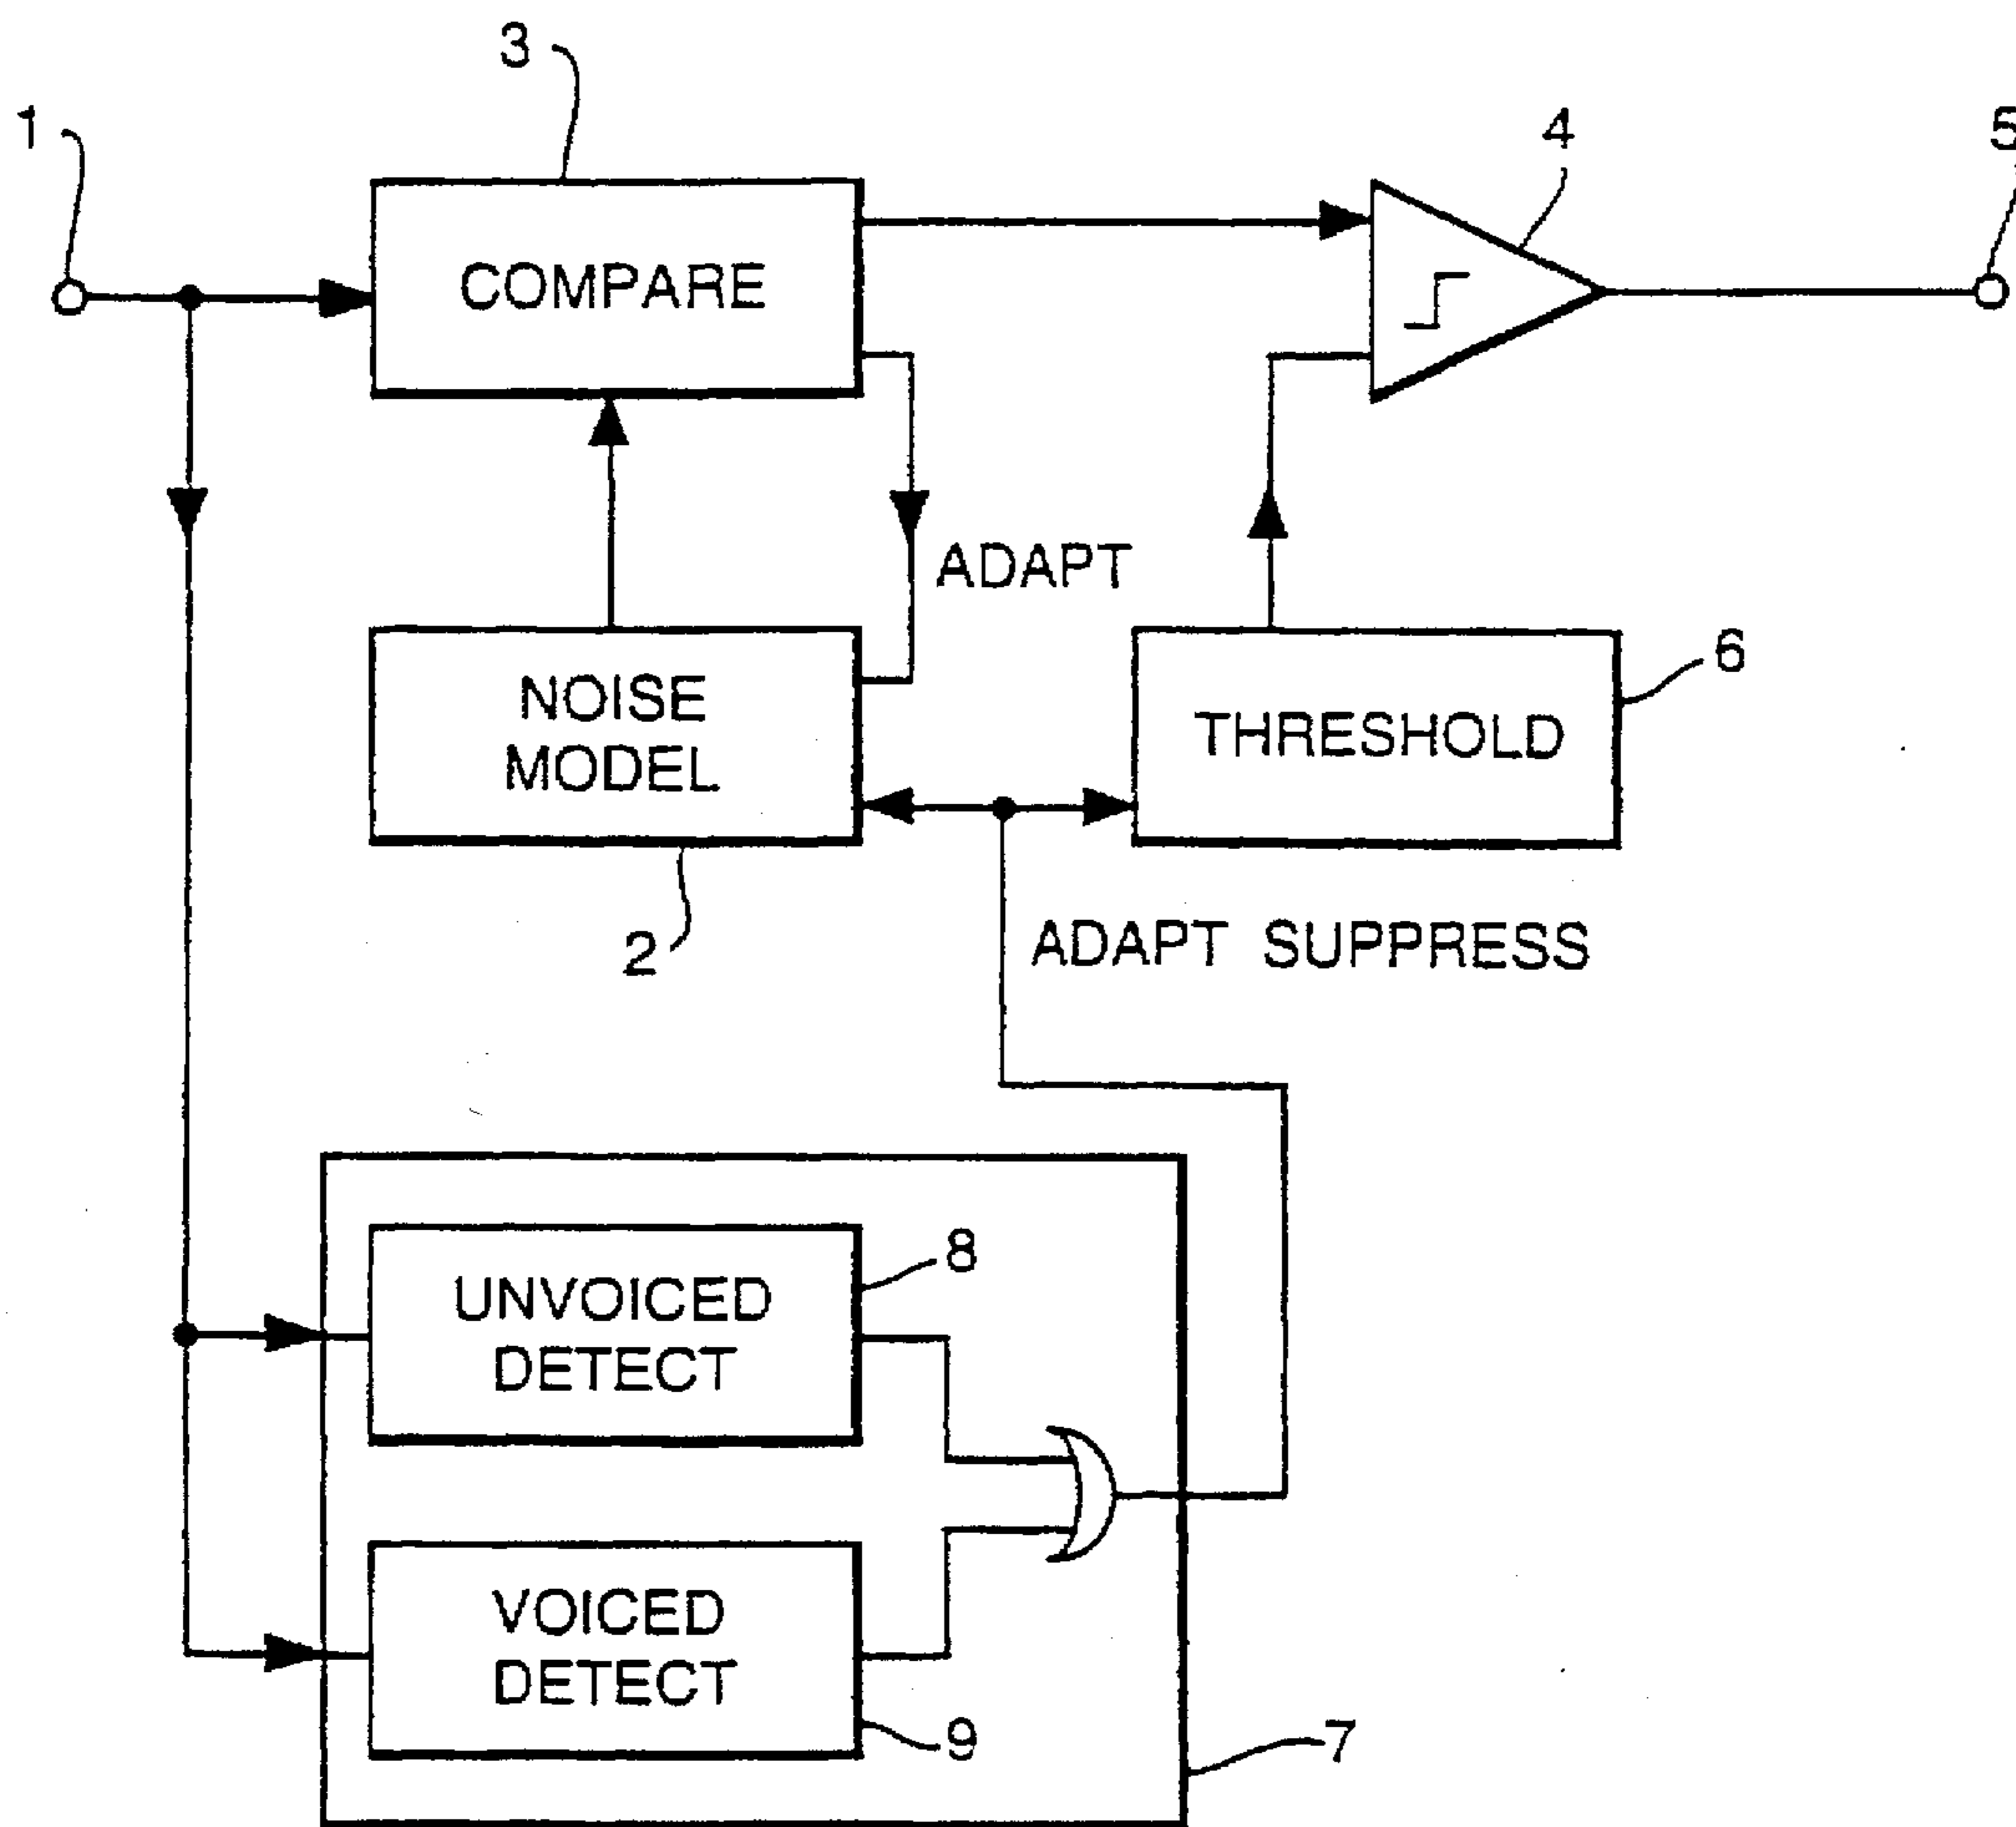 3
1
4
5
COMPARE
ADAPT
NOISE
MODEL
THRESHOLD
6
2
ADAPT SUPPRESS
UNVOICED
DETECT
8
VOICED
DETECT
9
7